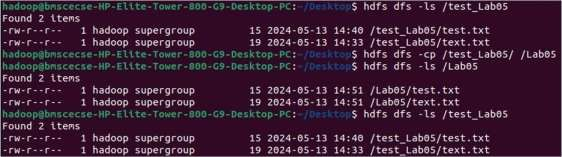 hadoop@bmscecse-HP-Elite-Tower-800-G9-Desktop-PC:~/Desktop$ hdfs dfs -ls /test_Lab05
Found 2 items
-rw-r--r--   1 hadoop supergroup         15 2024-05-13 14:40 /test_Lab05/test.txt
-rw-r--r--   1 hadoop supergroup         19 2024-05-13 14:33 /test_Lab05/text.txt
hadoop@bmscecse-HP-Elite-Tower-800-G9-Desktop-PC:~/Desktop$ hdfs dfs -cp /test_Lab05/ /Lab05
hadoop@bmscecse-HP-Elite-Tower-800-G9-Desktop-PC:~/Desktop$ hdfs dfs -ls /Lab05
Found 2 items
-rw-r--r--   1 hadoop supergroup         15 2024-05-13 14:51 /Lab05/test.txt
-rw-r--r--   1 hadoop supergroup         19 2024-05-13 14:51 /Lab05/text.txt
hadoop@bmscecse-HP-Elite-Tower-800-G9-Desktop-PC:~/Desktop$ hdfs dfs -ls /test_Lab05
Found 2 items
-rw-r--r--   1 hadoop supergroup         15 2024-05-13 14:40 /test_Lab05/test.txt
-rw-r--r--   1 hadoop supergroup         19 2024-05-13 14:33 /test_Lab05/text.txt